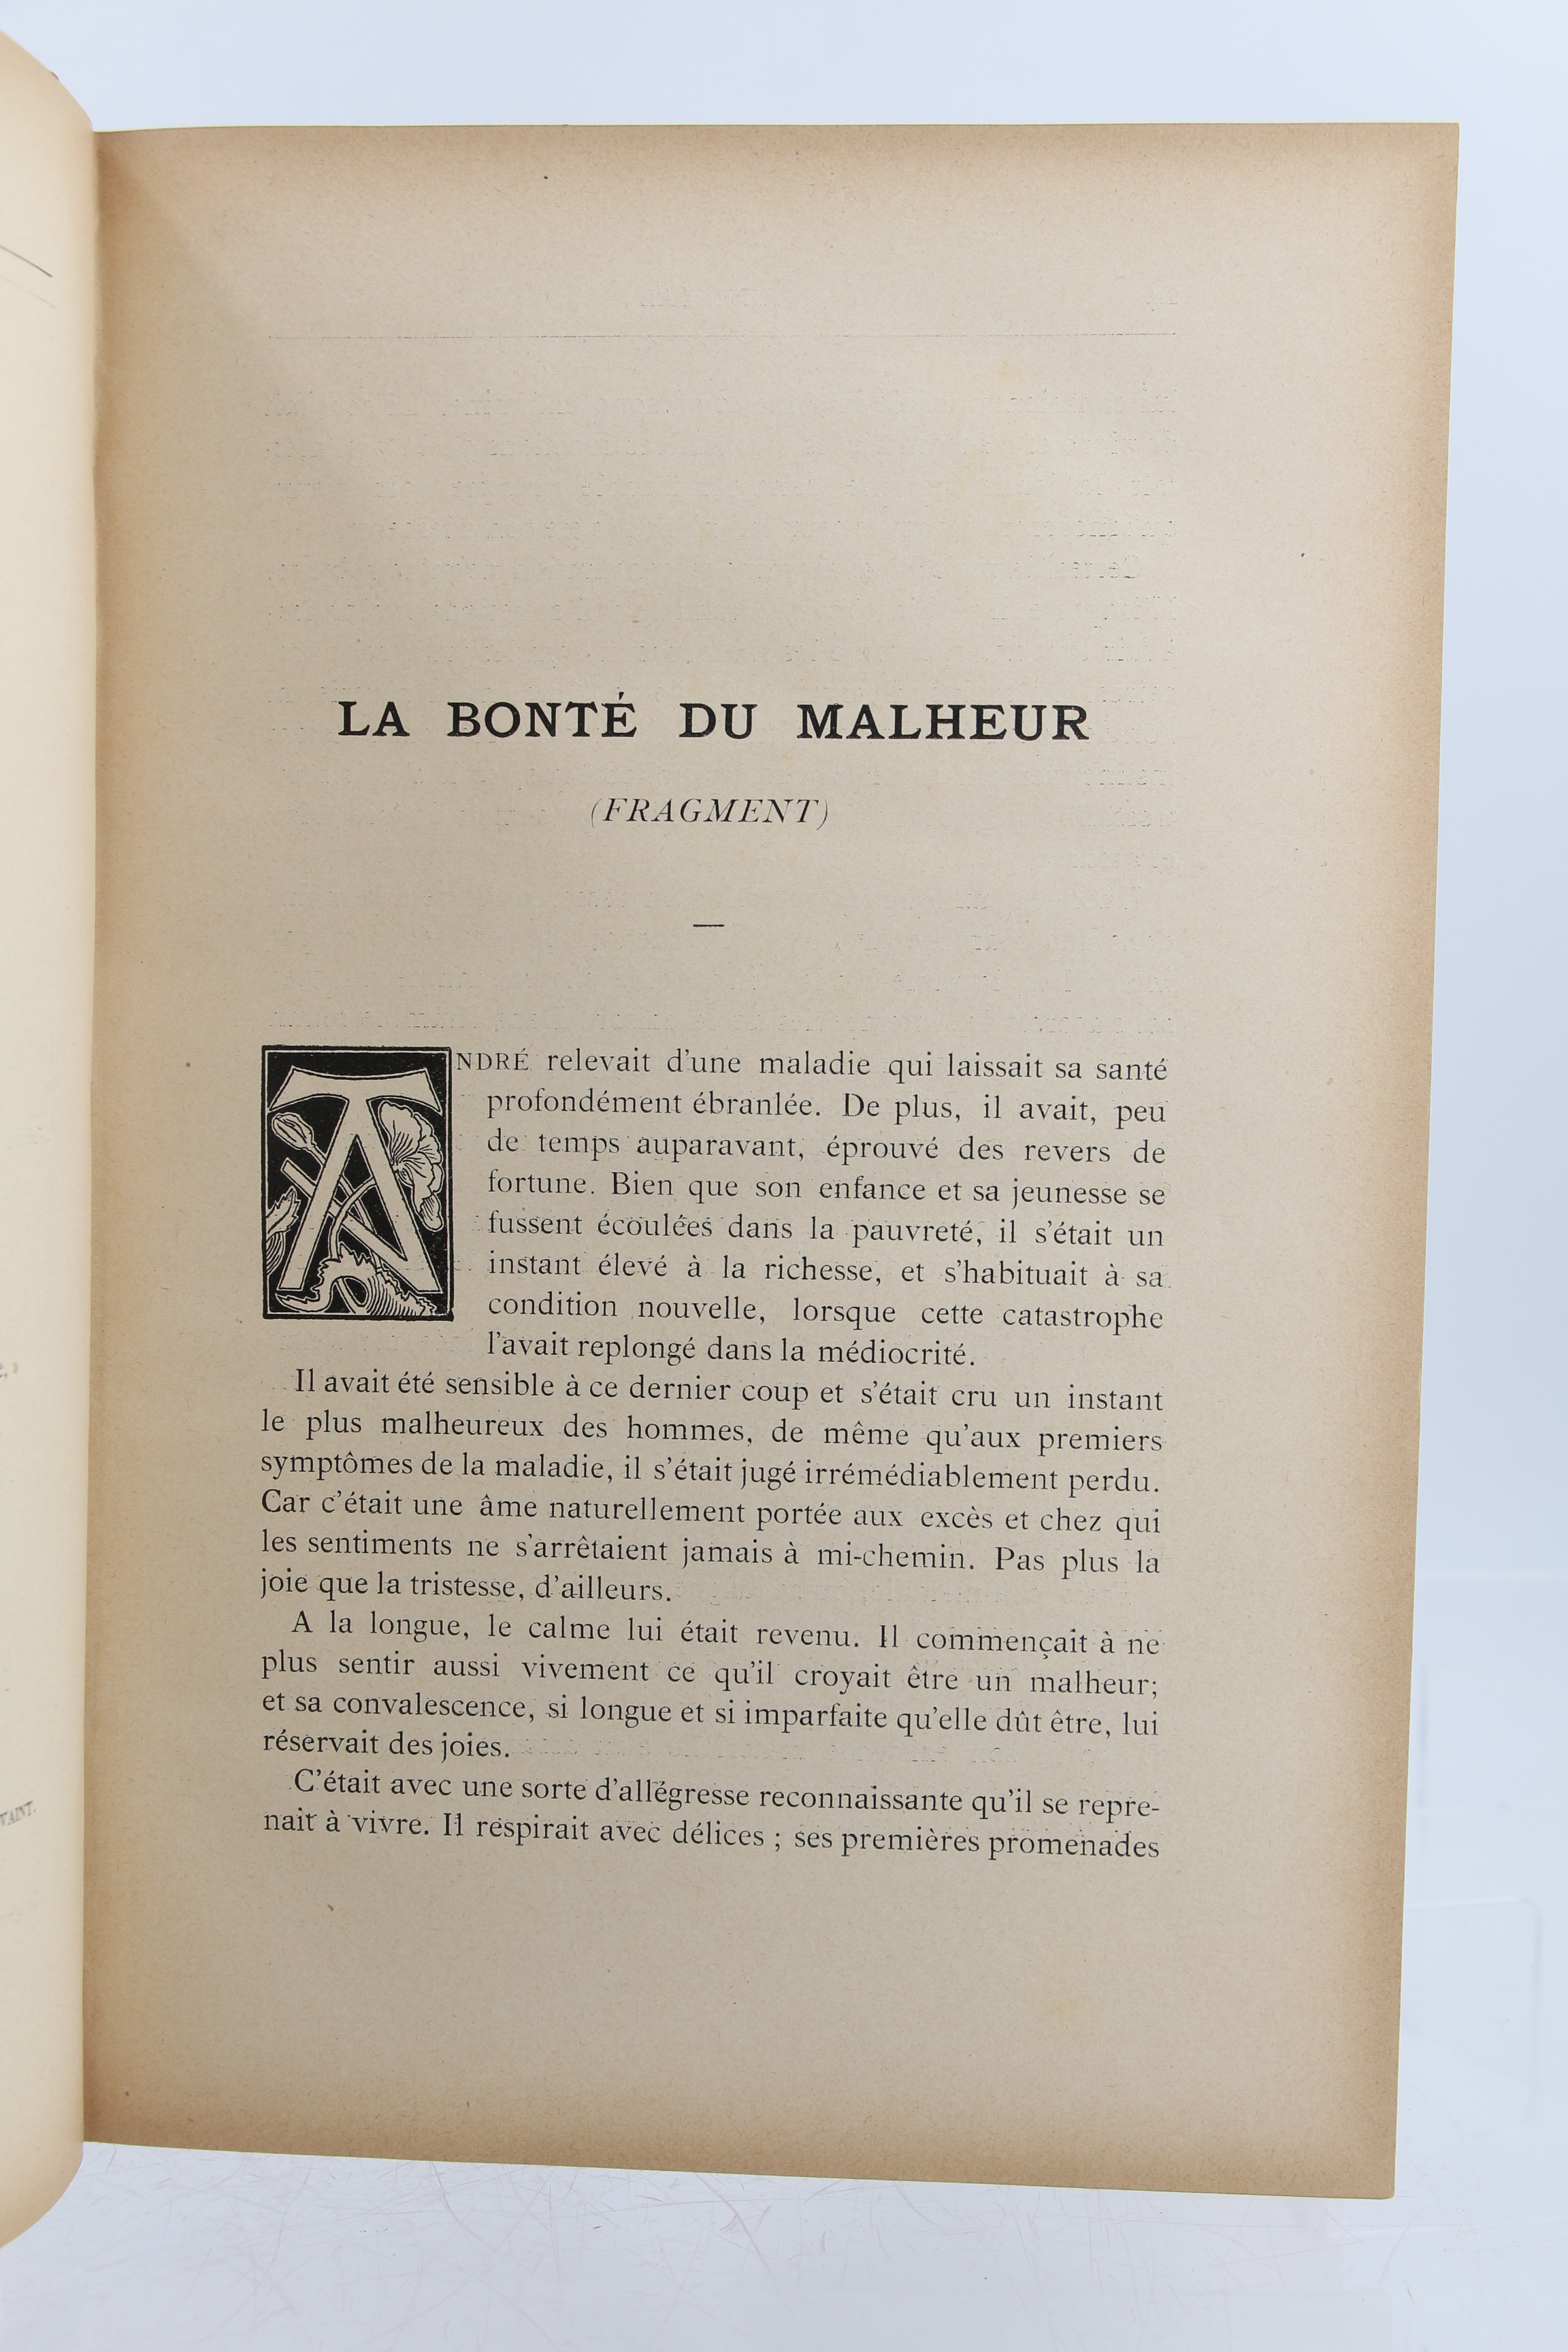 LA BONTÉ DU MALHEUR
(FRAGMENT)
ANDRÉ relevait d'une maladie qui laissait sa santé
profondément ébranlée. De plus, il avait, peu
de temps auparavant, éprouvé des revers de
fortune. Bien que son enfance et sa jeunesse se
fussent écoulées dans la pauvreté, il s'était un
instant élevé à la richesse, et s'habituait à sa
condition nouvelle, lorsque cette catastrophe
l'avait replongé dans la médiocrité.
Il avait été sensible à ce dernier coup et s'était cru un instant
le plus malheureux des hommes, de même qu'aux premiers
symptômes de la maladie, il s'était jugé irrémédiablement perdu.
Car c'était une âme naturellement portée aux excès et chez qui
les sentiments ne s'arrêtaient jamais à mi-chemin. Pas plus la
joie que la tristesse, d'ailleurs.
A la longue, le calme lui était revenu. Il commençait à ne
plus sentir aussi vivement ce qu'il croyait être un malheur;
et sa convalescence, si longue et si imparfaite qu'elle dût être, lui
réservait des joies.
C'était avec une sorte d'allégresse reconnaissante qu'il se repre-
nait à vivre. Il respirait avec délices ; ses premières promenades